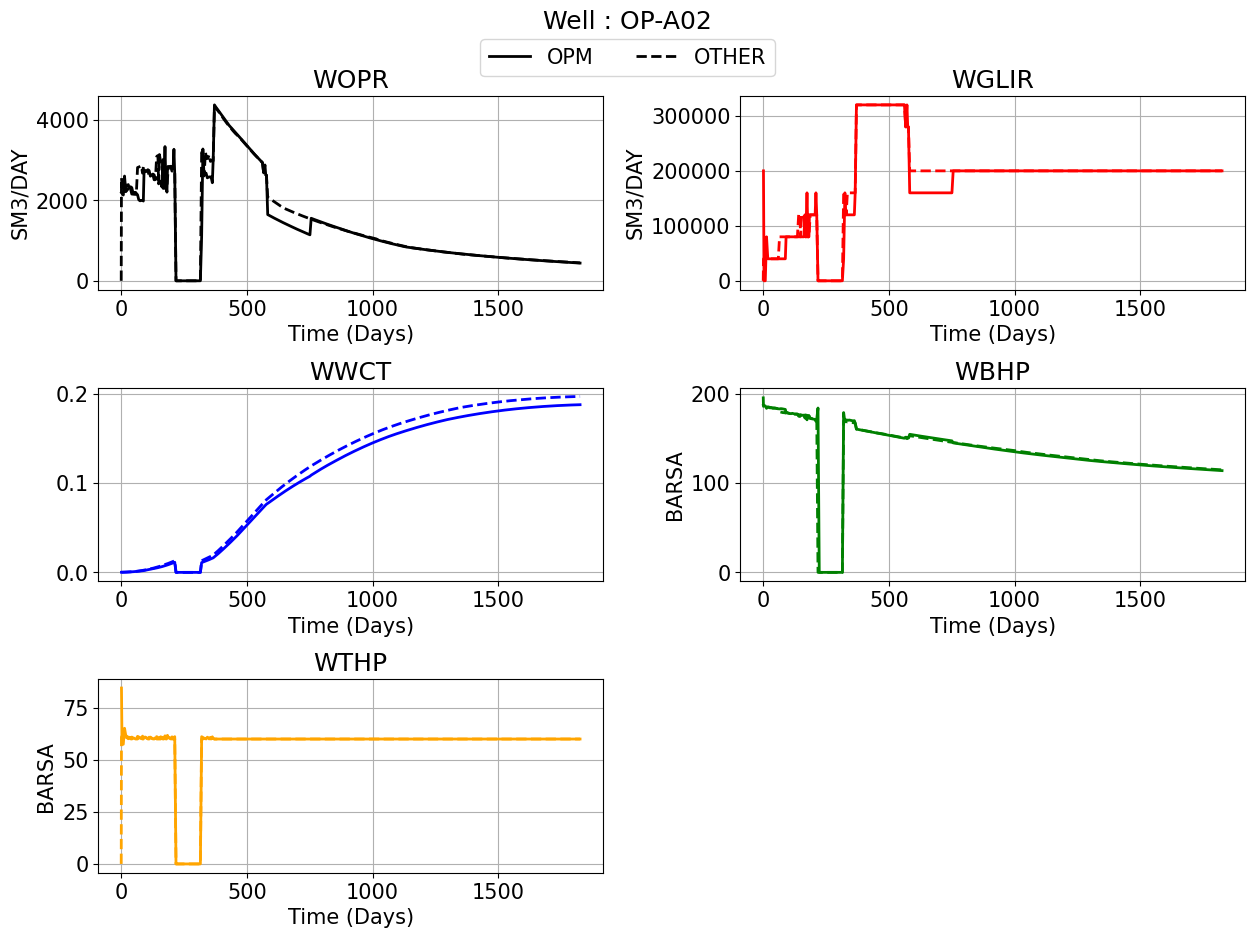 Well : OP-A02
OPM OTHER
WOPR
SM3/DAY
4000
2000
0
0 500 1000 1500
Time (Days)
WGLIR
SM3/DAY
300000
200000
100000
0
0 500 1000 1500
Time (Days)
WWCT
0.2
0.1
0.0
0 500 1000 1500
Time (Days)
WBHP
BARSA
200
100
0
0 500 1000 1500
Time (Days)
WTHP
BARSA
75
50
25
0
0 500 1000 1500
Time (Days)